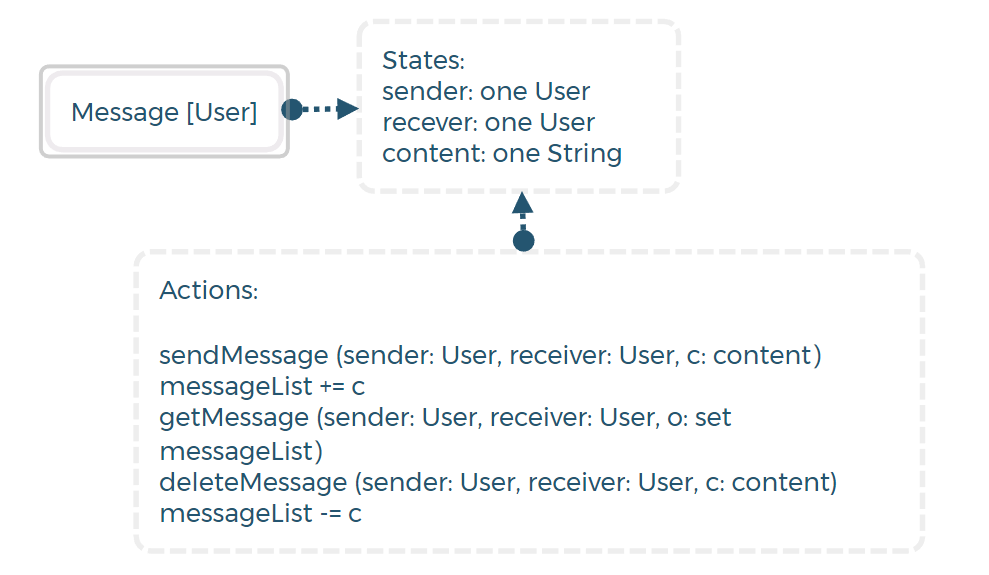 Message [User]
States:
sender: one User
recever: one User
content: one String
Actions:
sendMessage (sender: User, receiver: User, c: content)
messageList += c
getMessage (sender: User, receiver: User, o: set
messageList)
deleteMessage (sender: User, receiver: User, c: content)
messageList -= c